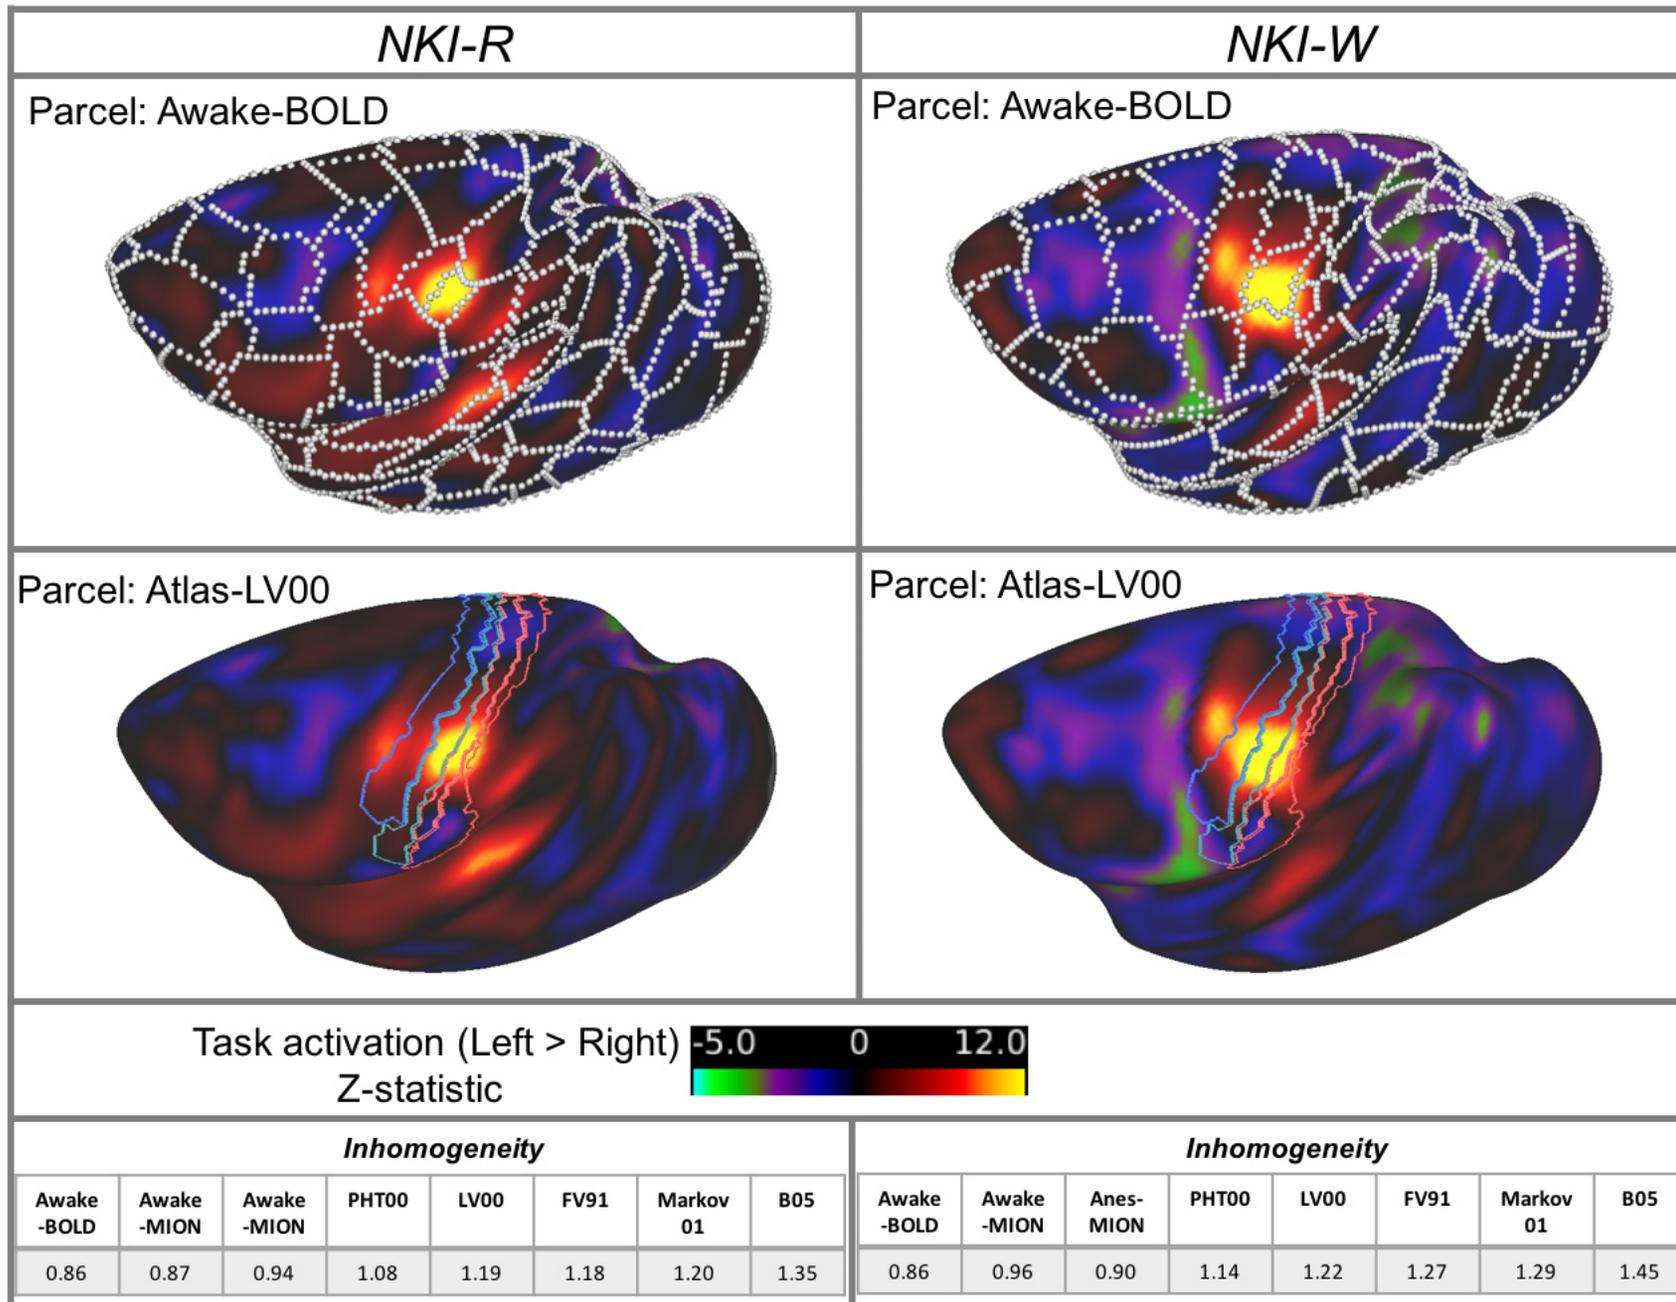 NKI-R
NKI-W
Parcel: Awake-BOLD
Parcel: Awake-BOLD
Parcel: Atlas-LV00
Parcel: Atlas-LV00
Task activation (Left > Right)
Z-statistic
-5.0 0 12.0
Inhomogeneity
Awake -BOLD Awake -MION Awake -MION PHT00 LV00 FV91 Markov 01 B05
0.86 0.87 0.94 1.08 1.19 1.18 1.20 1.35
Inhomogeneity
Awake -BOLD Awake -MION Anes- MION PHT00 LV00 FV91 Markov 01 B05
0.86 0.96 0.90 1.14 1.22 1.27 1.29 1.45